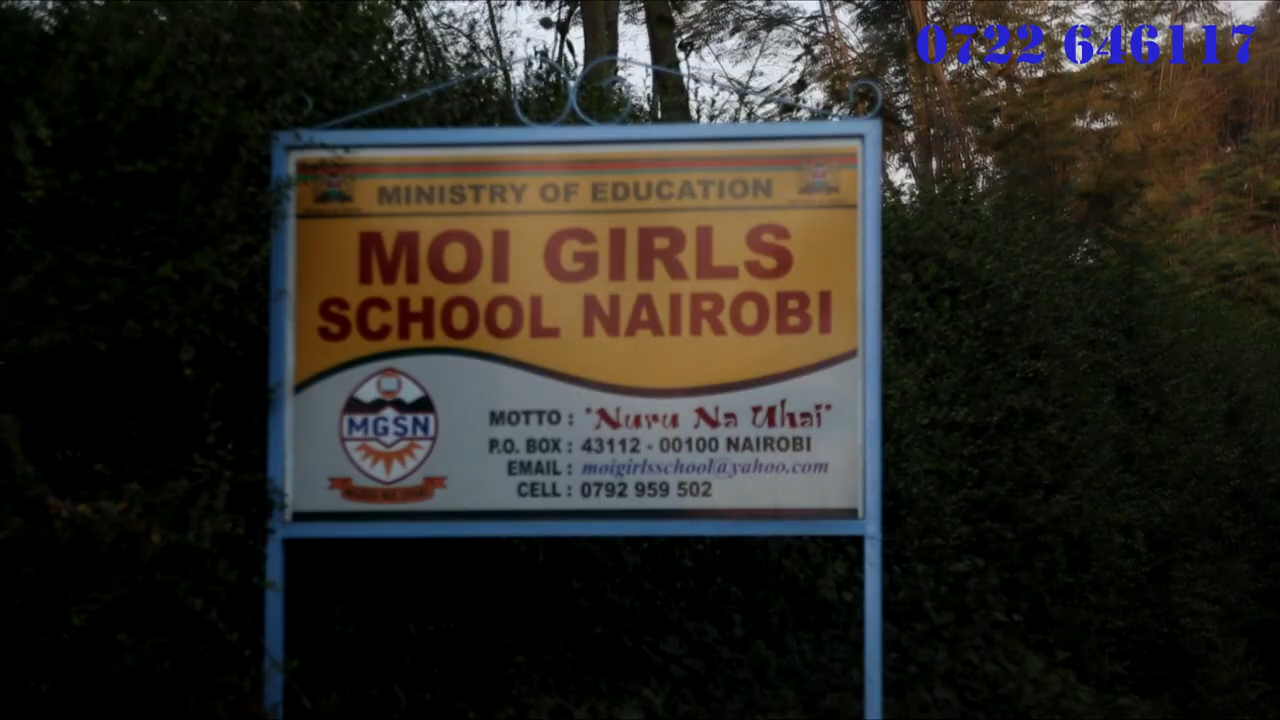 0722 646117
MINISTRY OF EDUCATION
MOI GIRLS
SCHOOL NAIROBI
MGSN
MOTTO : "Nuru Na Uhai"
P.O. BOX : 43112 - 00100 NAIROBI
EMAIL : moigirlsschool@yahoo.com
CELL : 0792 959 502